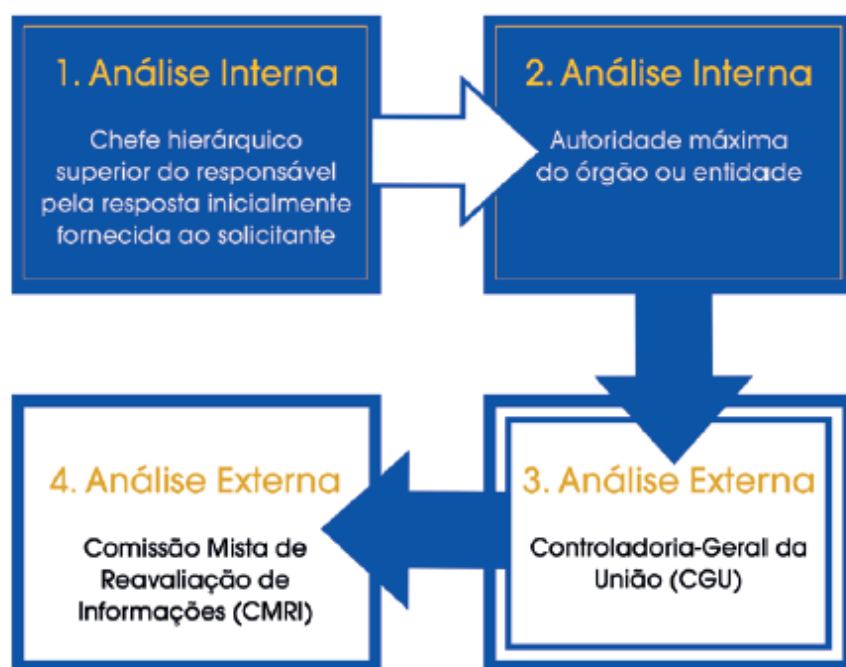 1. Análise Interna
Chefe hierárquico
superior do responsável
pela resposta inicialmente
fornecida ao solicitante
2. Análise Interna
Autoridade máxima
do órgão ou entidade
3. Análise Externa
Controladoria-Geral da
União (CGU)
4. Análise Externa
Comissão Mista de
Reavaliação de
Informações (CMRI)